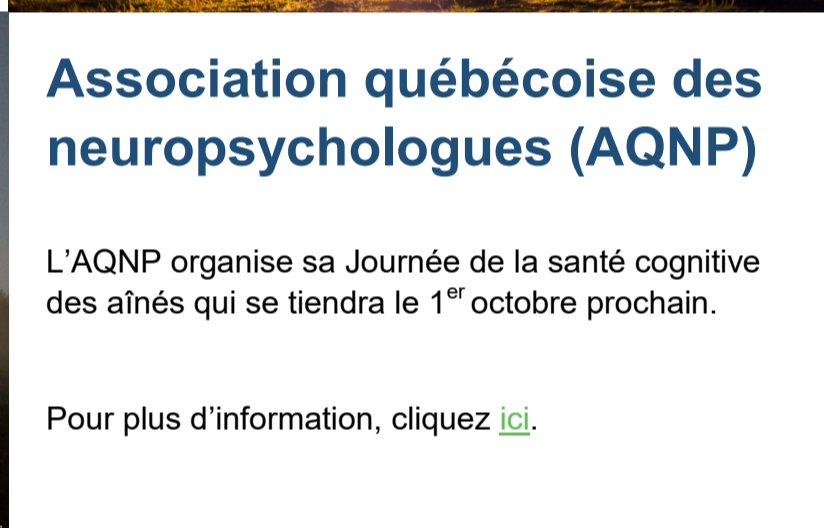 Association québécoise des
neuropsychologues (AQNP)
L’AQNP organise sa Journée de la santé cognitive
des aînés qui se tiendra le 1er octobre prochain.
Pour plus d’information, cliquez ici.